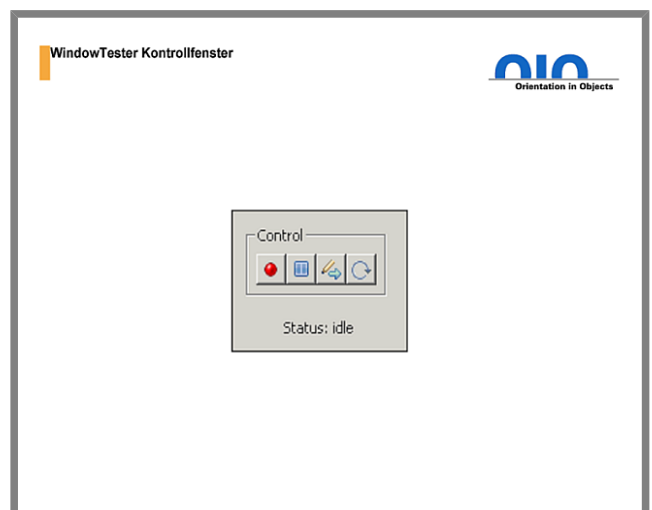 WindowTester Kontrollfenster
OIO
Orientation in Objects
Control
Status: idle